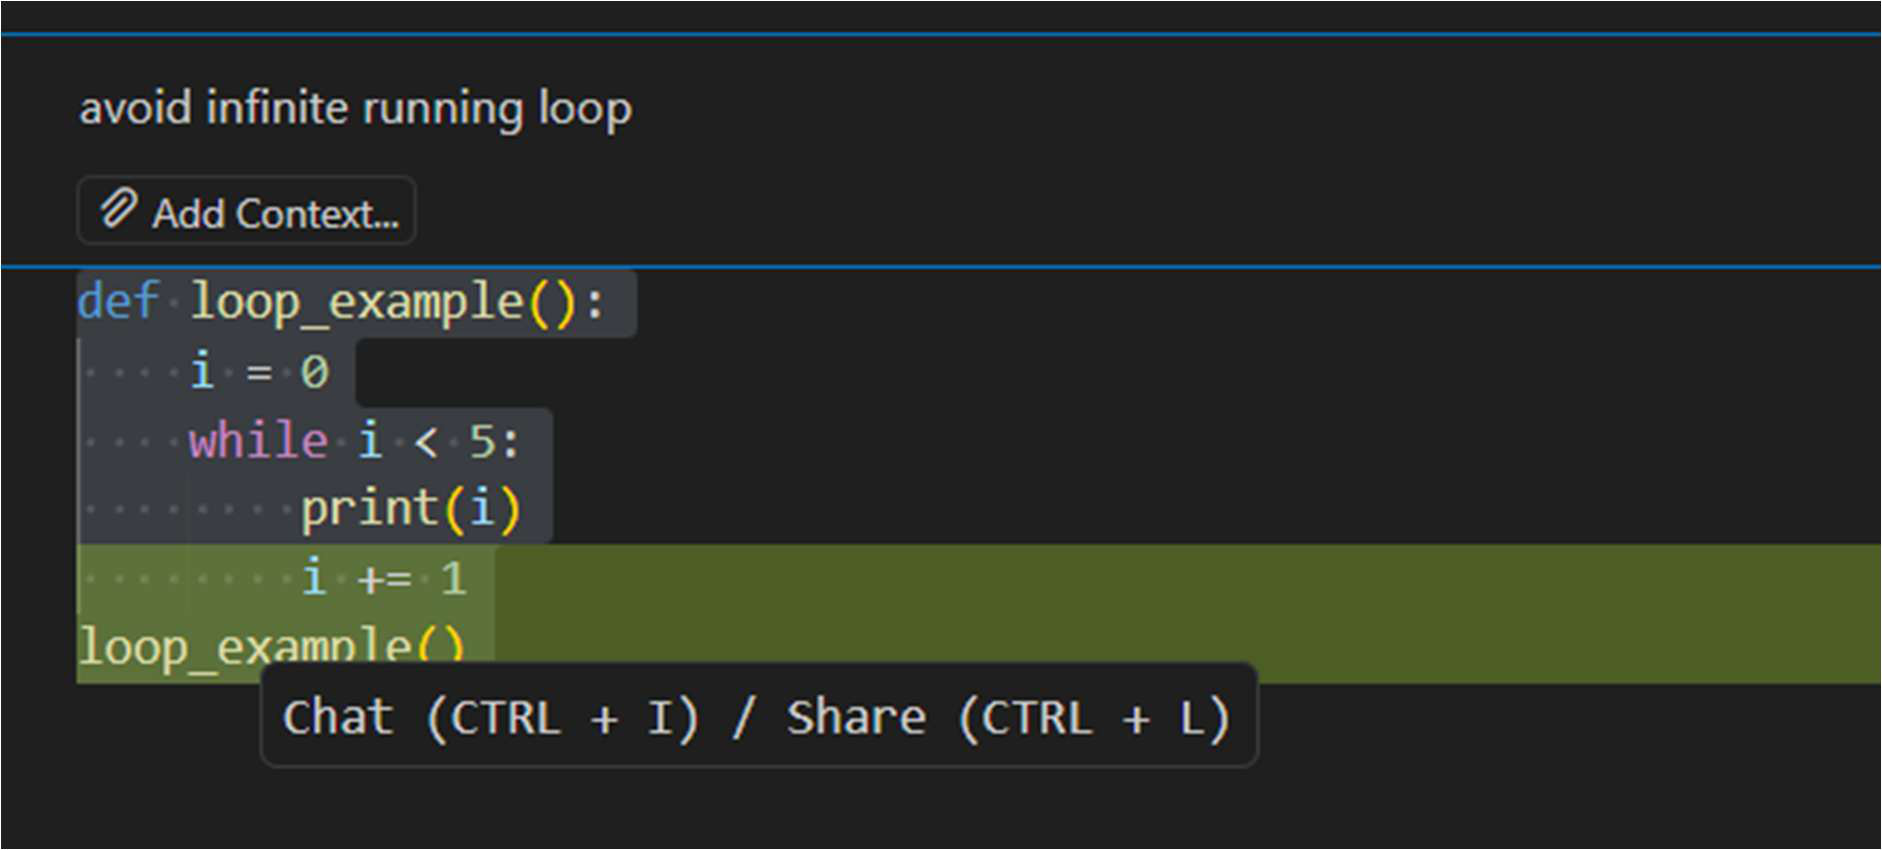 avoid infinite running loop
Add Context...
def loop_example():
    i = 0
    while i < 5:
        print(i)
        i += 1
loop_example()
Chat (CTRL + I) / Share (CTRL + L)